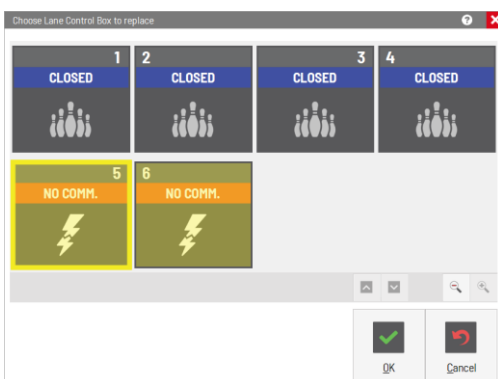 Choose Lane Control Box to replace
1 2 3 4
CLOSED CLOSED CLOSED CLOSED
5 6
NO COMM. NO COMM.
OK Cancel